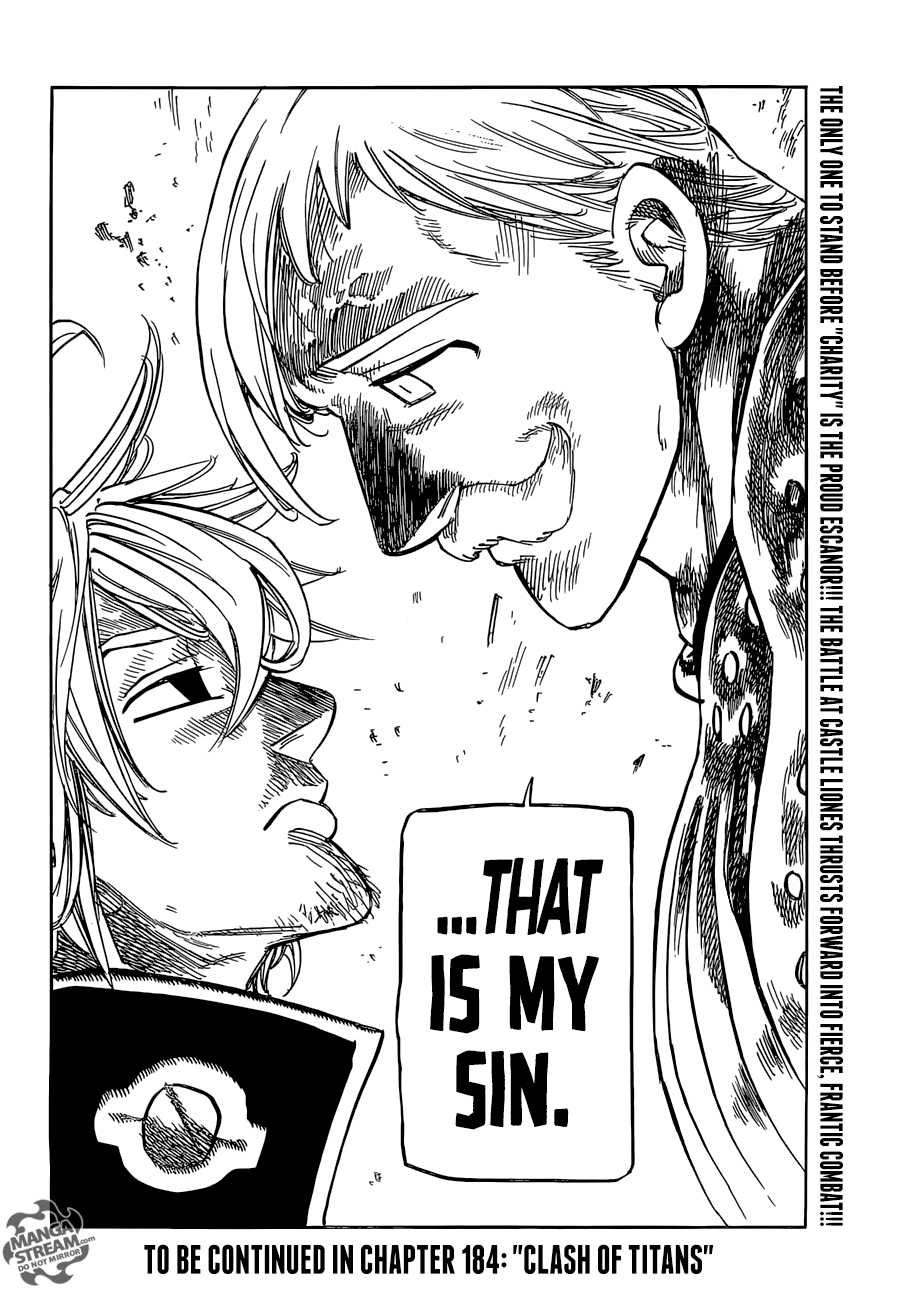 THE ONLY ONE TO STAND BEFORE "CHARITY" IS THE PROUD ESCANOR!!!! THE BATTLE AT CASTLE LIONES THRUSTS FORWARD INTO FIERCE, FRANTIC COMBAT!!!
...THAT
IS MY
SIN.
MANGA
STREAM.COM
DO NOT MIRROR
TO BE CONTINUED IN CHAPTER 184: "CLASH OF TITANS"